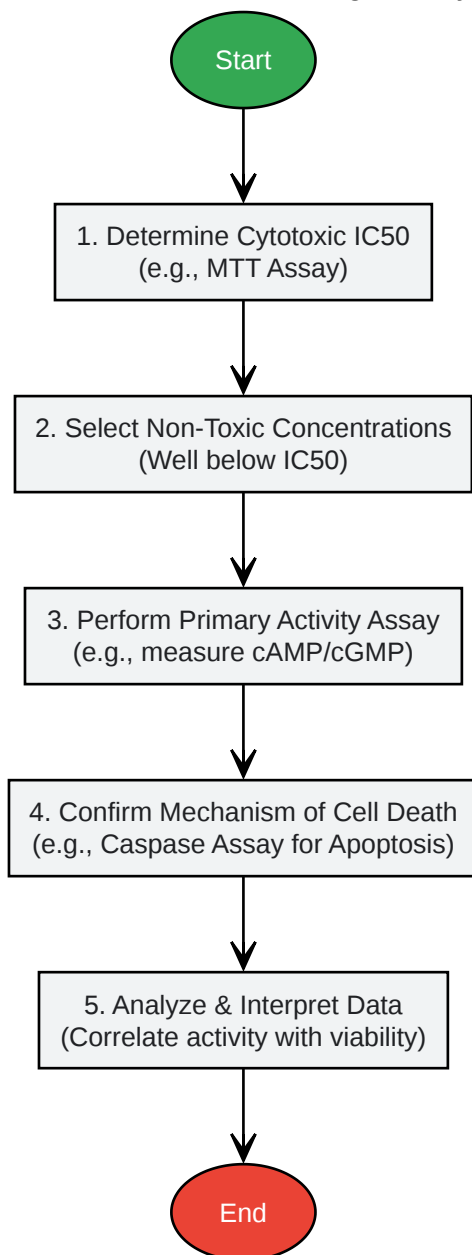 Start
1. Determine Cytotoxic IC50
(e.g., MTT Assay)
2. Select Non-Toxic Concentrations
(Well below IC50)
3. Perform Primary Activity Assay
(e.g., measure cAMP/cGMP)
4. Confirm Mechanism of Cell Death
(e.g., Caspase Assay for Apoptosis)
5. Analyze & Interpret Data
(Correlate activity with viability)
End